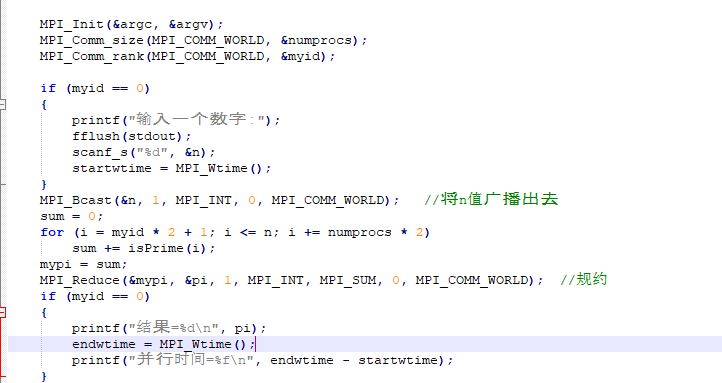 MPI_Init(&argc, &argv);
MPI_Comm_size(MPI_COMM_WORLD, &numprocs);
MPI_Comm_rank(MPI_COMM_WORLD, &myid);
if (myid == 0)
{
printf("输入一个数字:");
fflush(stdout);
scanf_s("%d", &n);
startwtime = MPI_Wtime();
}
MPI_Bcast(&n, 1, MPI_INT, 0, MPI_COMM_WORLD); //将n值广播出去
sum = 0;
for (i = myid * 2 + 1; i <= n; i += numprocs * 2)
sum += isPrime(i);
mypi = sum;
MPI_Reduce(&mypi, &pi, 1, MPI_INT, MPI_SUM, 0, MPI_COMM_WORLD); //规约
if (myid == 0)
{
printf("结果=%d\n", pi);
endwtime = MPI_Wtime();
printf("并行时间=%f\n", endwtime - startwtime);
}